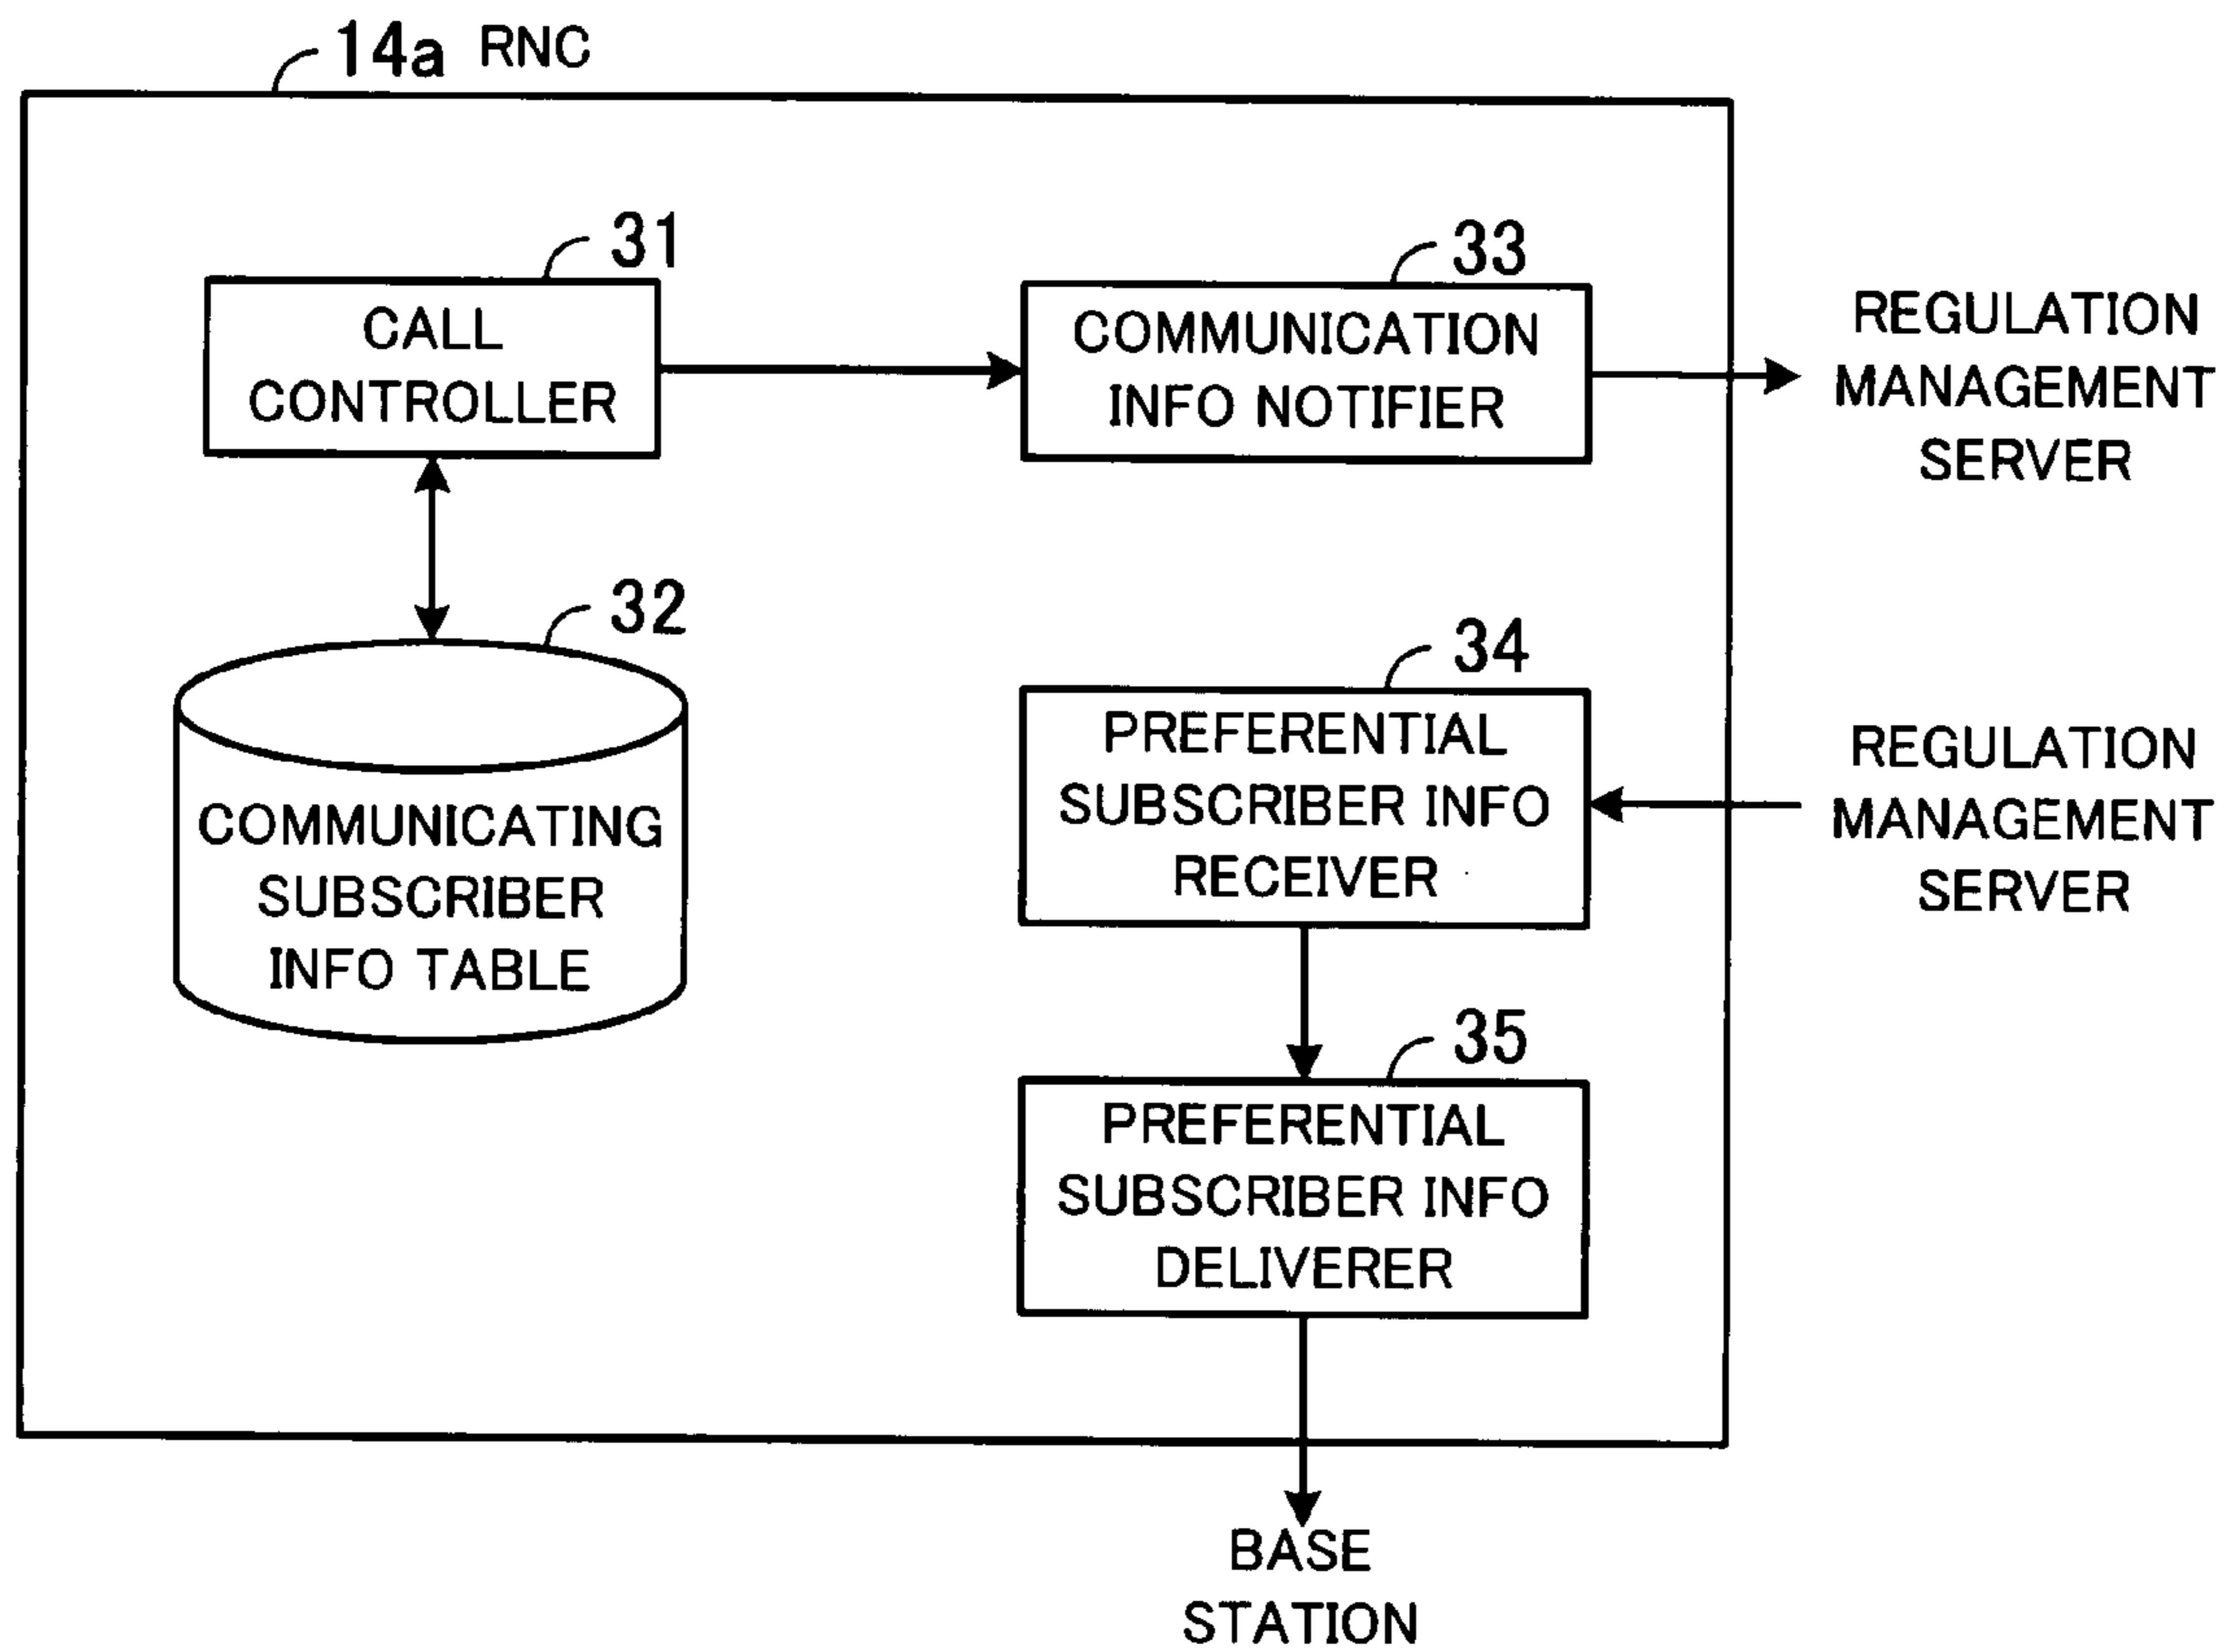 14a RNC
31
CALL
CONTROLLER
33
COMMUNICATION
INFO NOTIFIER
REGULATION
MANAGEMENT
SERVER
32
COMMUNICATING
SUBSCRIBER
INFO TABLE
34
PREFERENTIAL
SUBSCRIBER INFO
RECEIVER
REGULATION
MANAGEMENT
SERVER
35
PREFERENTIAL
SUBSCRIBER INFO
DELIVERER
BASE
STATION